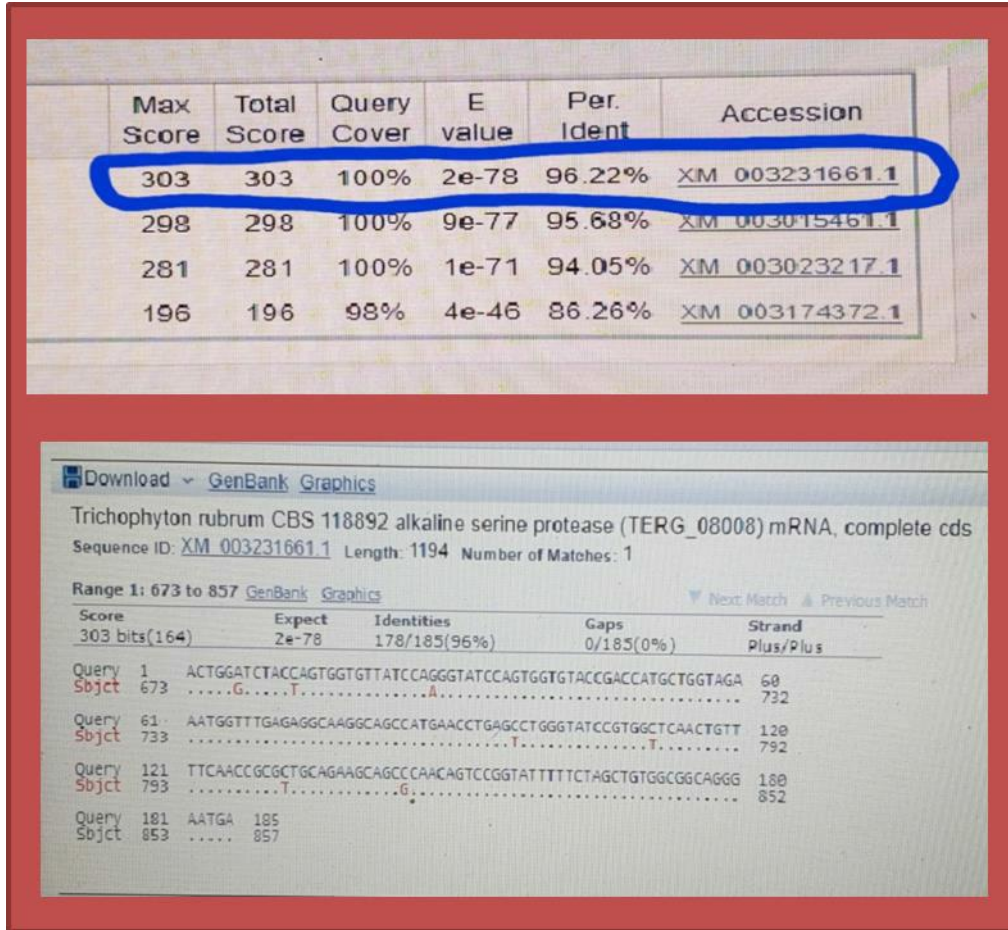 Max Score Total Score Query Cover E value Per. Ident Accession
303 303 100% 2e-78 96.22% XM 003231661.1
298 298 100% 9e-77 95.68% XM 003015461.1
281 281 100% 1e-71 94.05% XM 003023217.1
196 196 98% 4e-46 86.26% XM 003174372.1
Download GenBank Graphics
Trichophyton rubrum CBS 118892 alkaline serine protease (TERG_08008) mRNA, complete cds
Sequence ID: XM 003231661.1 Length: 1194 Number of Matches: 1
Range 1: 673 to 857 GenBank Graphics Next Match Previous Match
Score Expect Identities Gaps Strand
303 bits(164) 2e-78 178/185(96%) 0/185(0%) Plus/Plus
Query 1 ACTGGATCTACCAGTGGTGTTATCCAGGGTATCCAGTGGTGTACCGACCATGCTGGTAGA 60
Sbjct 673 .....G.....T..............A................................. 732
Query 61 AATGGTTTGAGAGGCAAGGCAGCCATGAACCTGAGCCTGGGTATCCGTGGCTCAACTGTT 120
Sbjct 733 ...................................T..............T......... 792
Query 121 TTCAACCGCGCTGCAGAAGCAGCCCAACAGTCCGGTATTTTTCTAGCTGTGGCGGCAGGG 180
Sbjct 793 ..........T............G.................................... 852
Query 181 AATGA 185
Sbjct 853 ..... 857